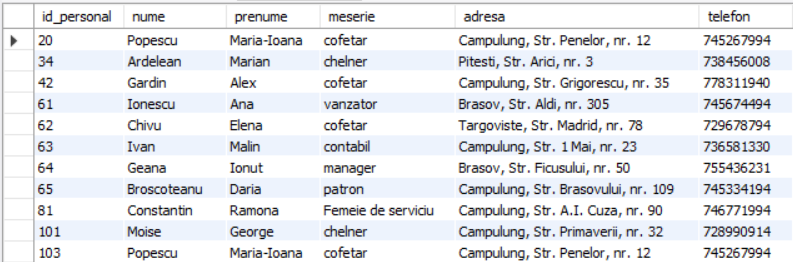 id_personal nume prenume meserie adresa telefon
20 Popescu Maria-Ioana cofetar Campulung, Str. Penelor, nr. 12 745267994
34 Ardelean Marian chelner Pitesti, Str. Arici, nr. 3 738456008
42 Gardin Alex cofetar Campulung, Str. Grigorescu, nr. 35 778311940
61 Ionescu Ana vanzator Brasov, Str. Aldi, nr. 305 745674494
62 Chivu Elena cofetar Targoviste, Str. Madrid, nr. 78 729678794
63 Ivan Malin contabil Campulung, Str. 1 Mai, nr. 23 736581330
64 Geana Ionut manager Brasov, Str. Ficusului, nr. 50 755436231
65 Broscoteanu Daria patron Campulung, Str. Brasovului, nr. 109 745334194
81 Constantin Ramona Femeie de serviciu Campulung, Str. A.I. Cuza, nr. 90 746771994
101 Moise George chelner Campulung, Str. Primaverii, nr. 32 728990914
103 Popescu Maria-Ioana cofetar Campulung, Str. Penelor, nr. 12 745267994